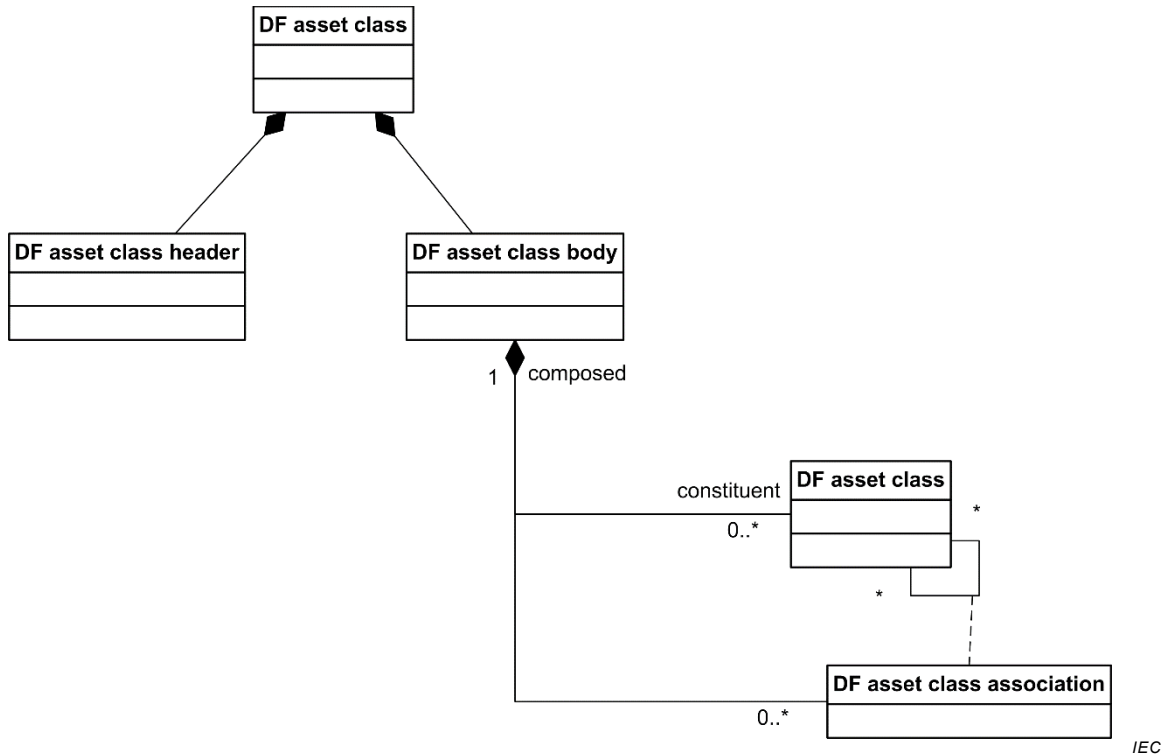 DF asset class
DF asset class header
DF asset class body
1
composed
constituent
0..*
DF asset class
*
*
DF asset class association
0..*
IEC